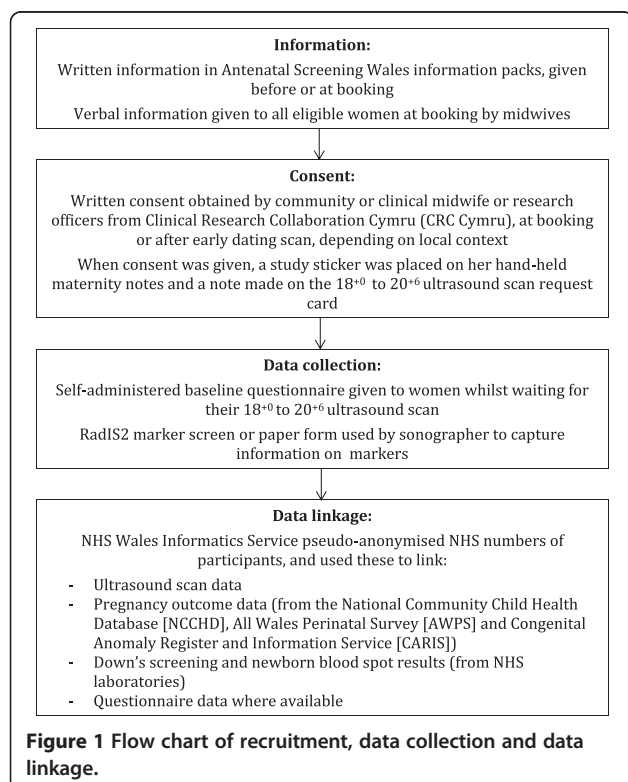 Information:
Written information in Antenatal Screening Wales information packs, given
before or at booking
Verbal information given to all eligible women at booking by midwives
Consent:
Written consent obtained by community or clinical midwife or research
officers from Clinical Research Collaboration Cymru (CRC Cymru), at booking
or after early dating scan, depending on local context
When consent was given, a study sticker was placed on her hand-held
maternity notes and a note made on the 18⁺⁰ to 20⁺⁶ ultrasound scan request
card
Data collection:
Self-administered baseline questionnaire given to women whilst waiting for
their 18⁺⁰ to 20⁺⁶ ultrasound scan
RadIS2 marker screen or paper form used by sonographer to capture
information on markers
Data linkage:
NHS Wales Informatics Service pseudo-anonymised NHS numbers of
participants, and used these to link:
- Ultrasound scan data
- Pregnancy outcome data (from the National Community Child Health
Database [NCCHD], All Wales Perinatal Survey [AWPS] and Congenital
Anomaly Register and Information Service [CARIS])
- Down's screening and newborn blood spot results (from NHS
laboratories)
- Questionnaire data where available
Figure 1 Flow chart of recruitment, data collection and data
linkage.